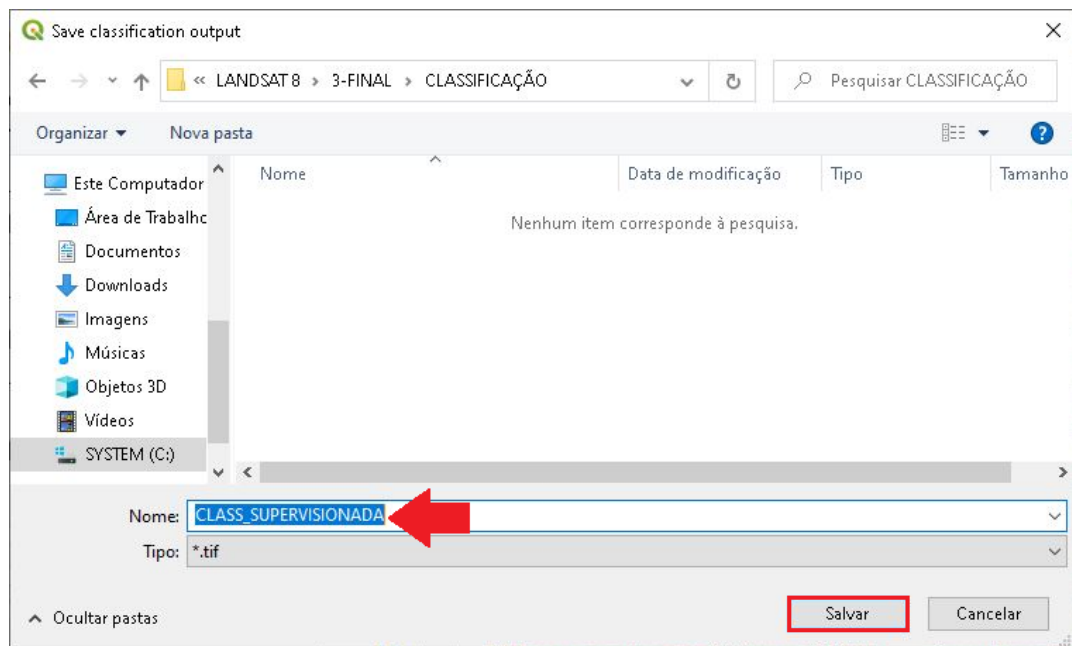 Save classification output
« LANDSAT 8 › 3-FINAL › CLASSIFICAÇÃO
Pesquisar CLASSIFICAÇÃO
Organizar
Nova pasta
?
Nome
Data de modificação
Tipo
Tamanho
Nenhum item corresponde à pesquisa.
Este Computador
Área de Trabalho
Documentos
Downloads
Imagens
Músicas
Objetos 3D
Vídeos
SYSTEM (C:)
Nome: CLASS_SUPERVISIONADA
Tipo: *.tif
Ocultar pastas
Salvar
Cancelar